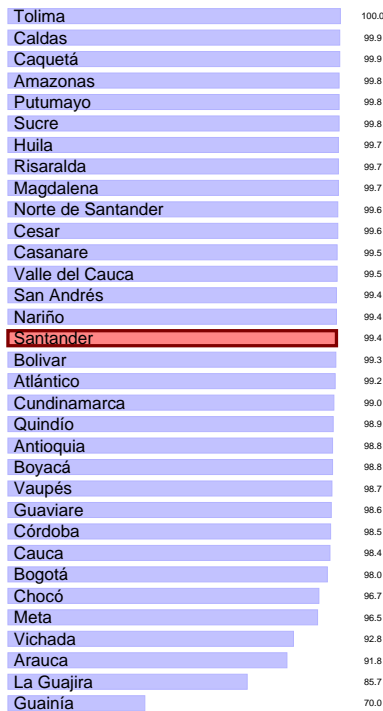 Tolima 100.0
Caldas 99.9
Caquetá 99.9
Amazonas 99.8
Putumayo 99.8
Sucre 99.8
Huila 99.7
Risaralda 99.7
Magdalena 99.7
Norte de Santander 99.6
Cesar 99.6
Casanare 99.5
Valle del Cauca 99.5
San Andrés 99.4
Nariño 99.4
Santander 99.4
Bolivar 99.3
Atlántico 99.2
Cundinamarca 99.0
Quindío 98.9
Antioquia 98.8
Boyacá 98.8
Vaupés 98.7
Guaviare 98.6
Córdoba 98.5
Cauca 98.4
Bogotá 98.0
Chocó 96.7
Meta 96.5
Vichada 92.8
Arauca 91.8
La Guajira 85.7
Guainía 70.0